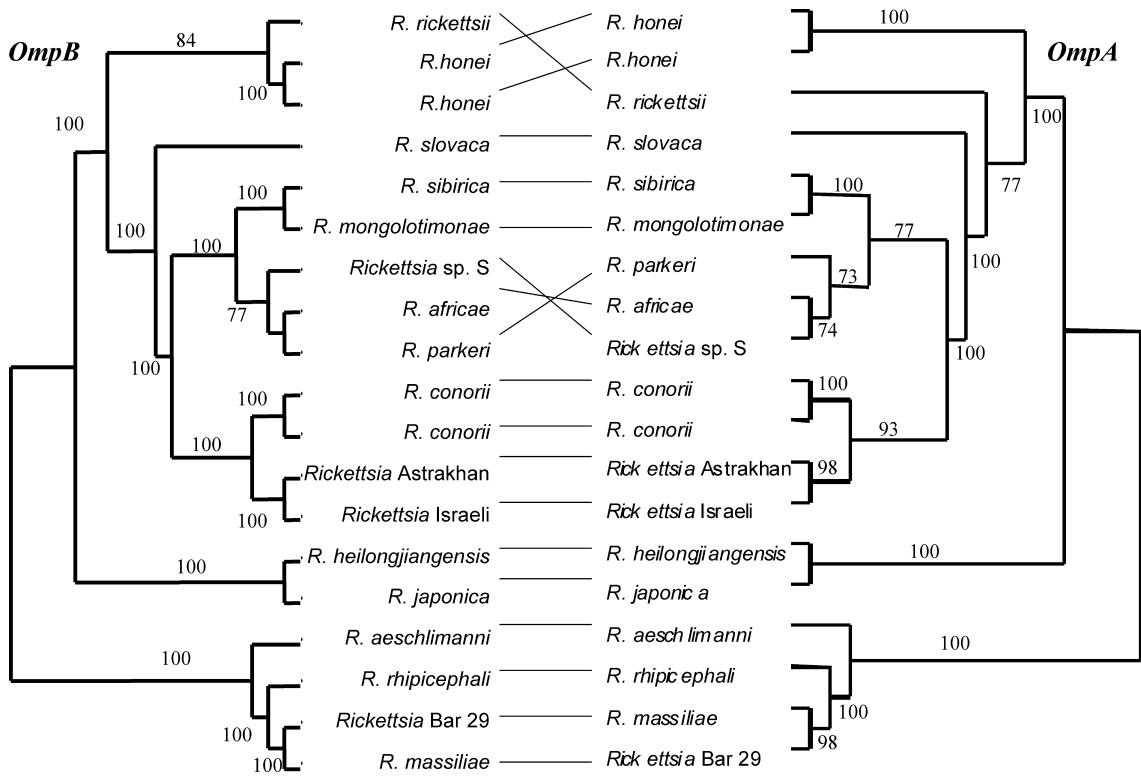 OmpB
84
100
100
100
100
100
100
77
100
100
100
100
100
100
100
100
R. rickettsii
R.honei
R.honei
R. slovaca
R. sibirica
R. mongolotimonae
Rickettsia sp. S
R. africae
R. parkeri
R. conorii
R. conorii
Rickettsia Astrakhan
Rickettsia Israeli
R. heilongjiangensis
R. japonica
R. aeschlimanni
R. rhipicephali
Rickettsia Bar 29
R. massiliae
R. honei
R.honei
R. rickettsii
R. slovaca
R. sibirica
R. mongolotimonae
R. parkeri
R. africae
Rickettsia sp. S
R. conorii
R. conorii
Rickettsia Astrakhan
Rickettsia Israeli
R. heilongjiangensis
R. japonica
R. aeschlimanni
R. rhipicephali
R. massiliae
Rickettsia Bar 29
OmpA
100
100
77
100
77
100
73
74
100
100
93
98
100
100
100
98